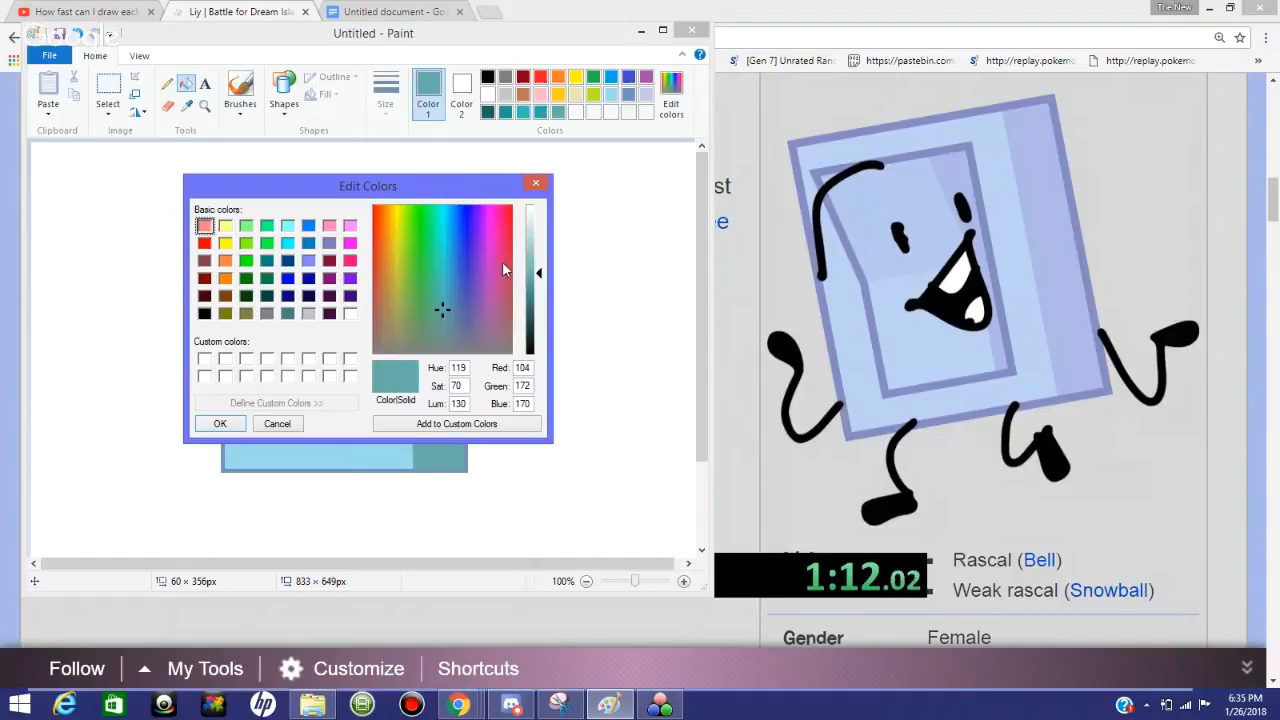 How fast can I draw each
Liy | Battle for Dream Isla
Untitled document - Goo
The New
Untitled - Paint
File
Home
View
[Gen 7] Unrated Ran
https://pastebin.com
http://replay.pokemo
http://replay.pokemo
»
Paste
Select
Brushes
Shapes
Outline
Fill
Size
Color
1
Color
2
Edit
colors
Clipboard
Image
Tools
Shapes
Colors
st
e
Edit Colors
Basic colors:
Custom colors:
Define Custom Colors >>
OK
Cancel
Color|Solid
Hue: 119
Sat: 70
Lum: 130
Red: 104
Green: 172
Blue: 170
Add to Custom Colors
60 × 356px
833 × 649px
100%
1:12.02
Rascal (Bell)
Weak rascal (Snowball)
Gender
Female
Follow
My Tools
Customize
Shortcuts
6:35 PM
1/26/2018